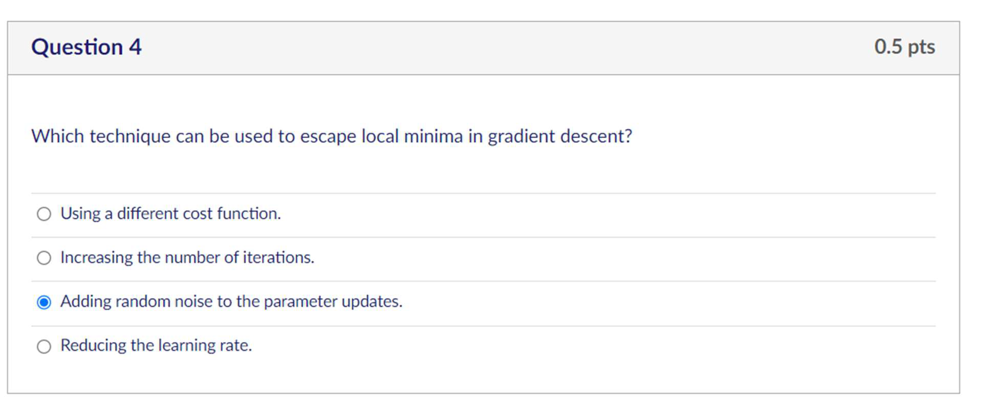 Question 4
0.5 pts
Which technique can be used to escape local minima in gradient descent?
Using a different cost function.
Increasing the number of iterations.
Adding random noise to the parameter updates.
Reducing the learning rate.